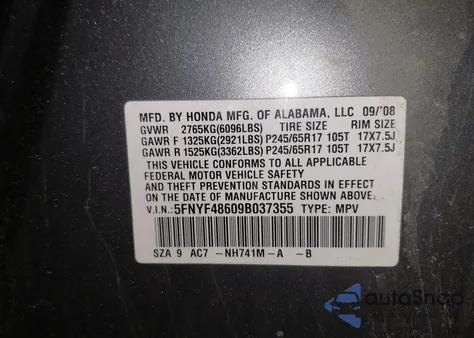 MFD. BY HONDA MFG. OF ALABAMA, LLC 09/'08
GVWR 2765KG(6096LBS) TIRE SIZE RIM SIZE
GAWR F 1325KG(2921LBS) P245/65R17 105T 17X7.5J
GAWR R 1525KG(3362LBS) P245/65R17 105T 17X7.5J
THIS VEHICLE CONFORMS TO ALL APPLICABLE
FEDERAL MOTOR VEHICLE SAFETY
AND THEFT PREVENTION STANDARDS IN EFFECT
ON THE DATE OF MANUFACTURE SHOWN ABOVE.
V.I.N.:5FNYF48609B037355 TYPE: MPV
SZA 9 AC7 -NH741M-A -B
autoSnap